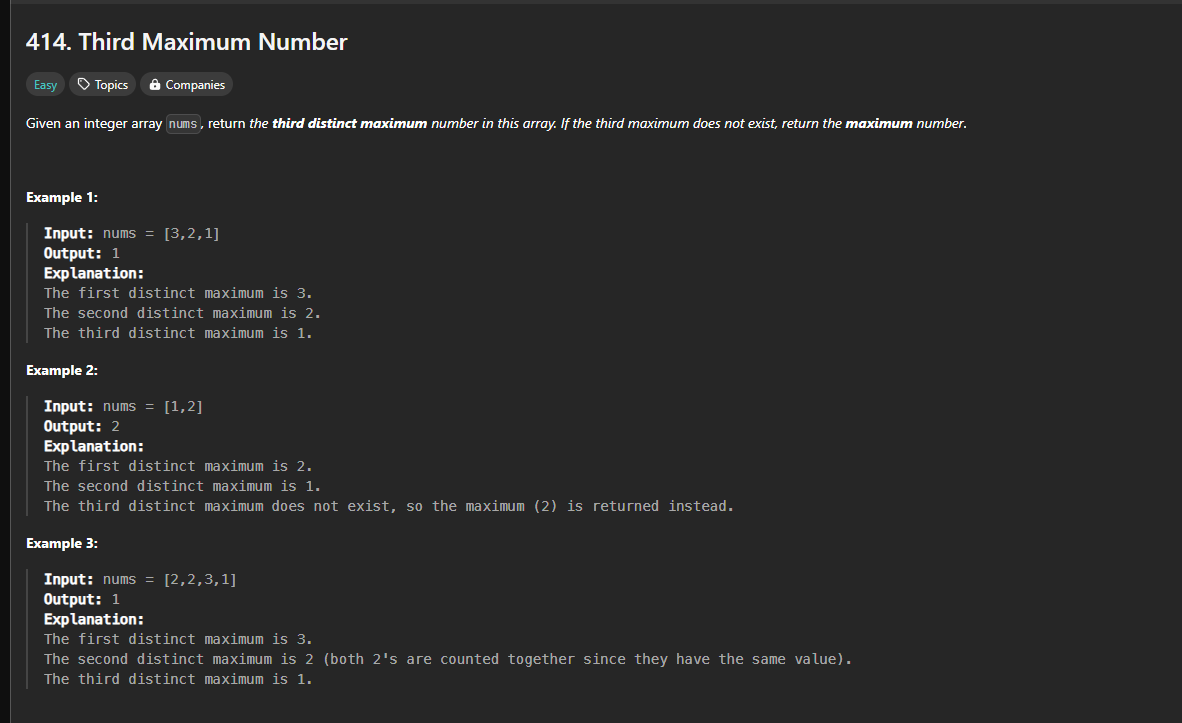 414. Third Maximum Number
Easy Topics Companies
Given an integer array nums, return the third distinct maximum number in this array. If the third maximum does not exist, return the maximum number.
Example 1:
Input: nums = [3,2,1]
Output: 1
Explanation:
The first distinct maximum is 3.
The second distinct maximum is 2.
The third distinct maximum is 1.
Example 2:
Input: nums = [1,2]
Output: 2
Explanation:
The first distinct maximum is 2.
The second distinct maximum is 1.
The third distinct maximum does not exist, so the maximum (2) is returned instead.
Example 3:
Input: nums = [2,2,3,1]
Output: 1
Explanation:
The first distinct maximum is 3.
The second distinct maximum is 2 (both 2's are counted together since they have the same value).
The third distinct maximum is 1.